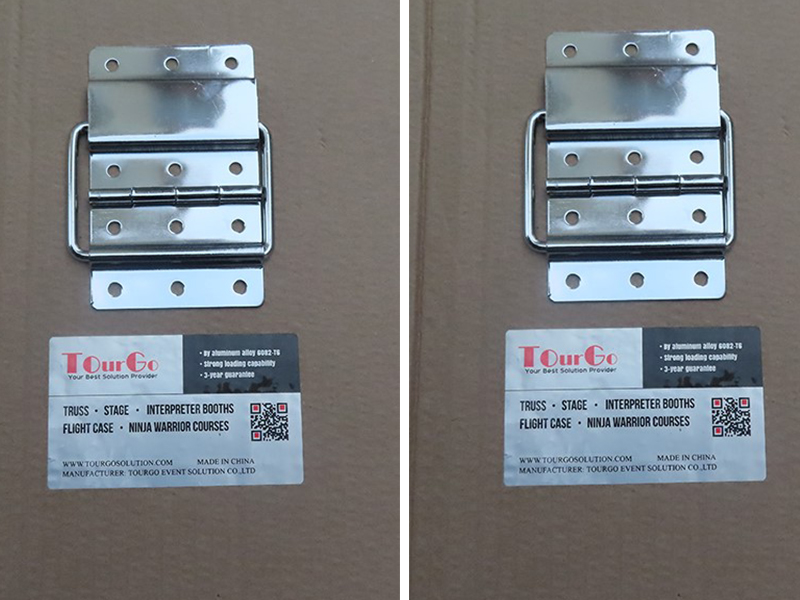 TOurGo
Your Best Solution Provider
• By aluminum alloy 6082-T6
• strong loading capability
• 3-year guarantee
TRUSS • STAGE • INTERPRETER BOOTHS
FLIGHT CASE • NINJA WARRIOR COURSES
WWW.TOURGOSOLUTION.COM MADE IN CHINA
MANUFACTURER: TOURGO EVENT SOLUTION CO.,LTD
TOurGo
Your Best Solution Provider
• By aluminum alloy 6082-T6
• strong loading capability
• 3-year guarantee
TRUSS • STAGE • INTERPRETER BOOTHS
FLIGHT CASE • NINJA WARRIOR COURSES
WWW.TOURGOSOLUTION.COM MADE IN CHINA
MANUFACTURER: TOURGO EVENT SOLUTION CO.,LTD